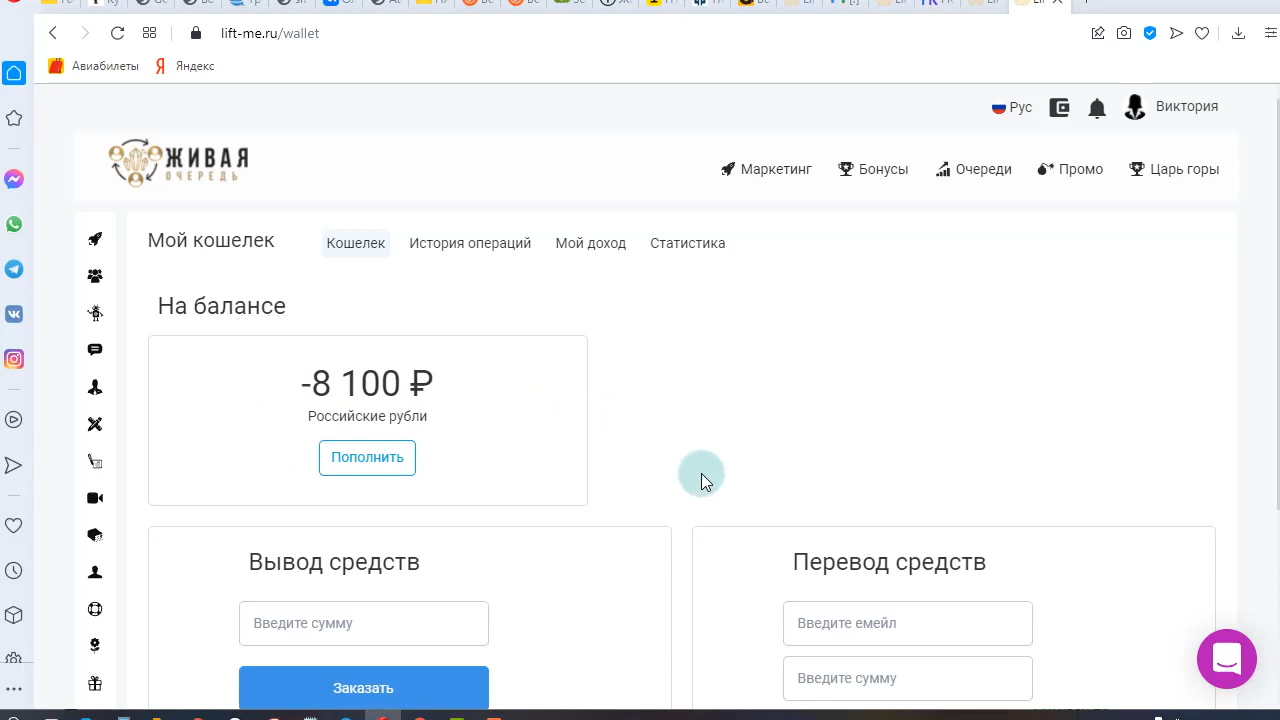 lift-me.ru/wallet
Авиабилеты Яндекс
Рус Виктория
ЖИВАЯ
ОЧЕРЕДЬ
Маркетинг Бонусы Очереди Промо Царь горы
Мой кошелек Кошелек История операций Мой доход Статистика
На балансе
-8 100 ₽
Российские рубли
Пополнить
Вывод средств
Введите сумму
Заказать
Перевод средств
Введите емейл
Введите сумму